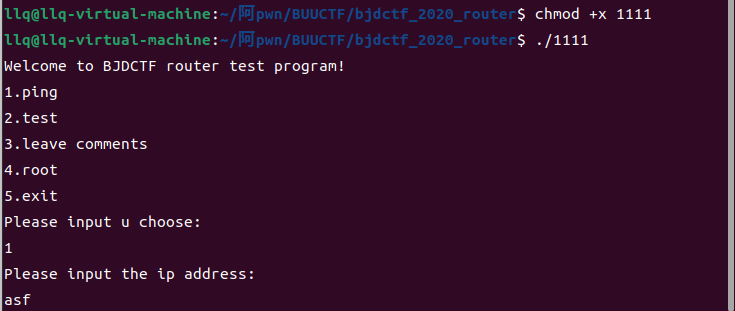 llq@llq-virtual-machine:~/阿pwn/BUUCTF/bjdctf_2020_router$ chmod +x 1111
llq@llq-virtual-machine:~/阿pwn/BUUCTF/bjdctf_2020_router$ ./1111
Welcome to BJDCTF router test program!
1.ping
2.test
3.leave comments
4.root
5.exit
Please input u choose:
1
Please input the ip address:
asf